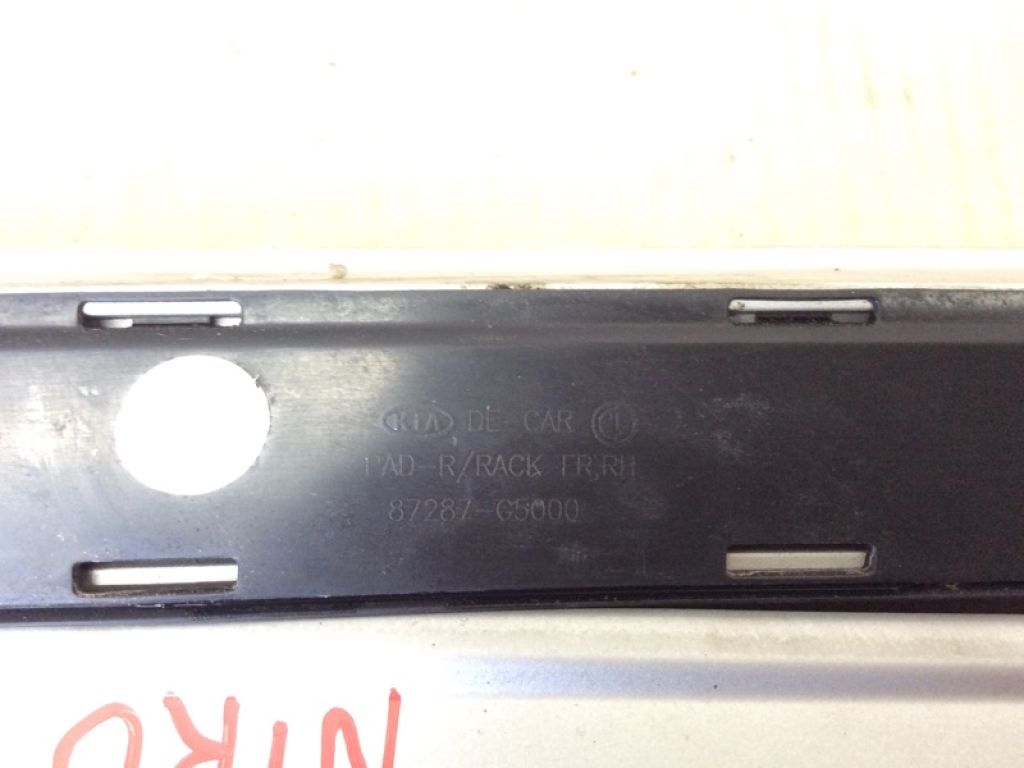 KIA DE CAR
PAD-R/RACK FR,RH
87287-G5000
NIRO